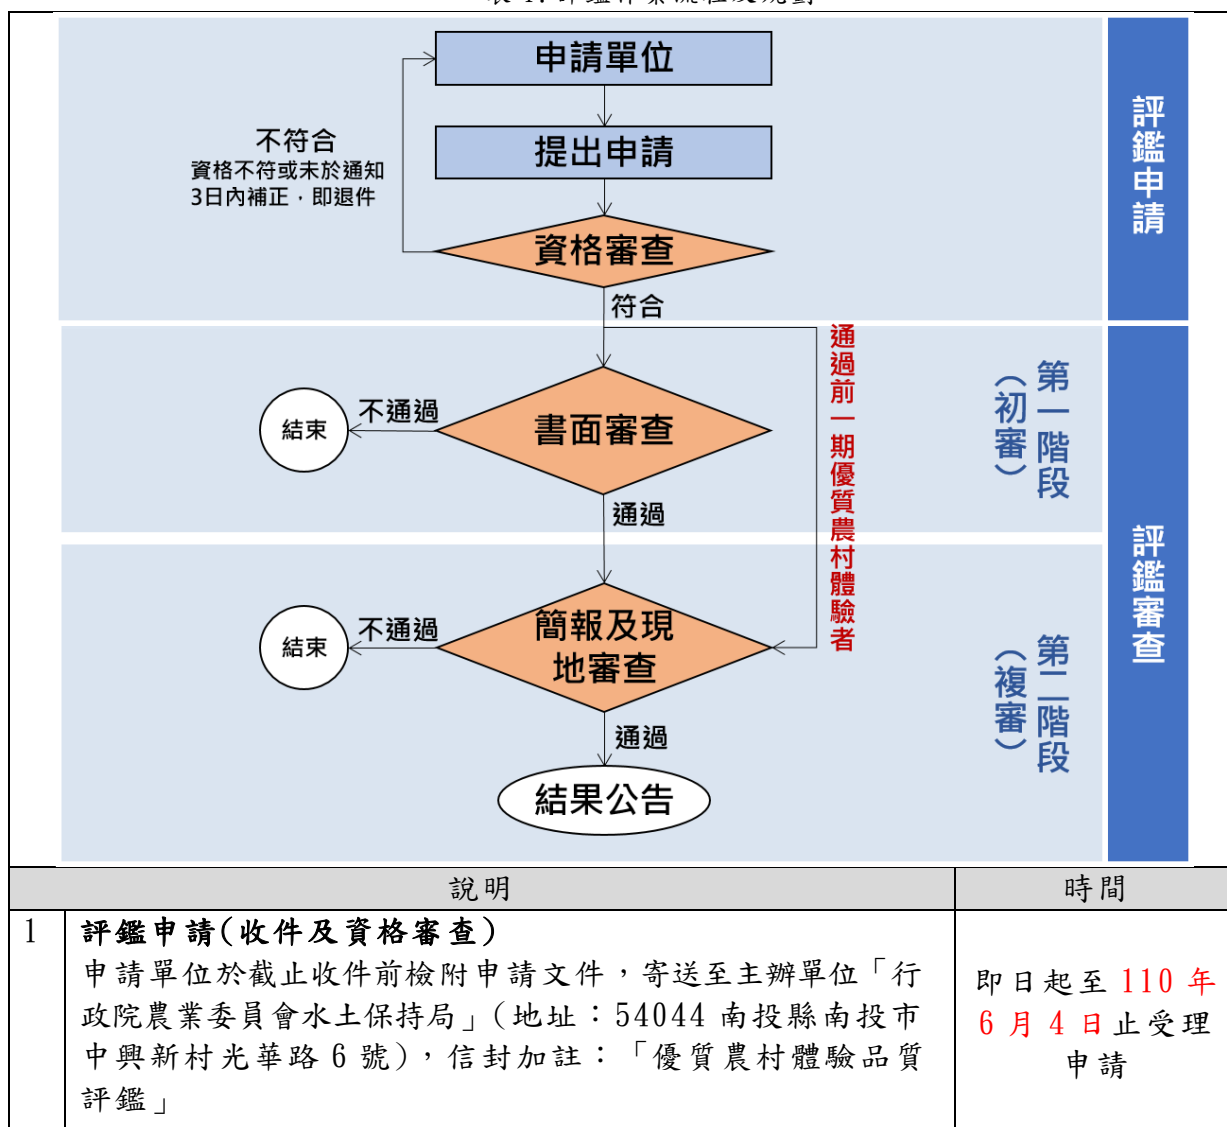 申請單位
提出申請
不符合
資格不符或未於通知
3日內補正，即退件
資格審查
符合
評鑑申請
通過前一期優質農村體驗者
第一階段
（初審）
書面審查
不通過
結束
通過
評鑑審查
簡報及現
地審查
不通過
結束
第二階段
（複審）
通過
結果公告
說明
時間
1
評鑑申請(收件及資格審查)
申請單位於截止收件前檢附申請文件，寄送至主辦單位「行
政院農業委員會水土保持局」(地址：54044 南投縣南投市
中興新村光華路 6 號)，信封加註：「優質農村體驗品質
評鑑」
即日起至 110 年
6 月 4 日止受理
申請